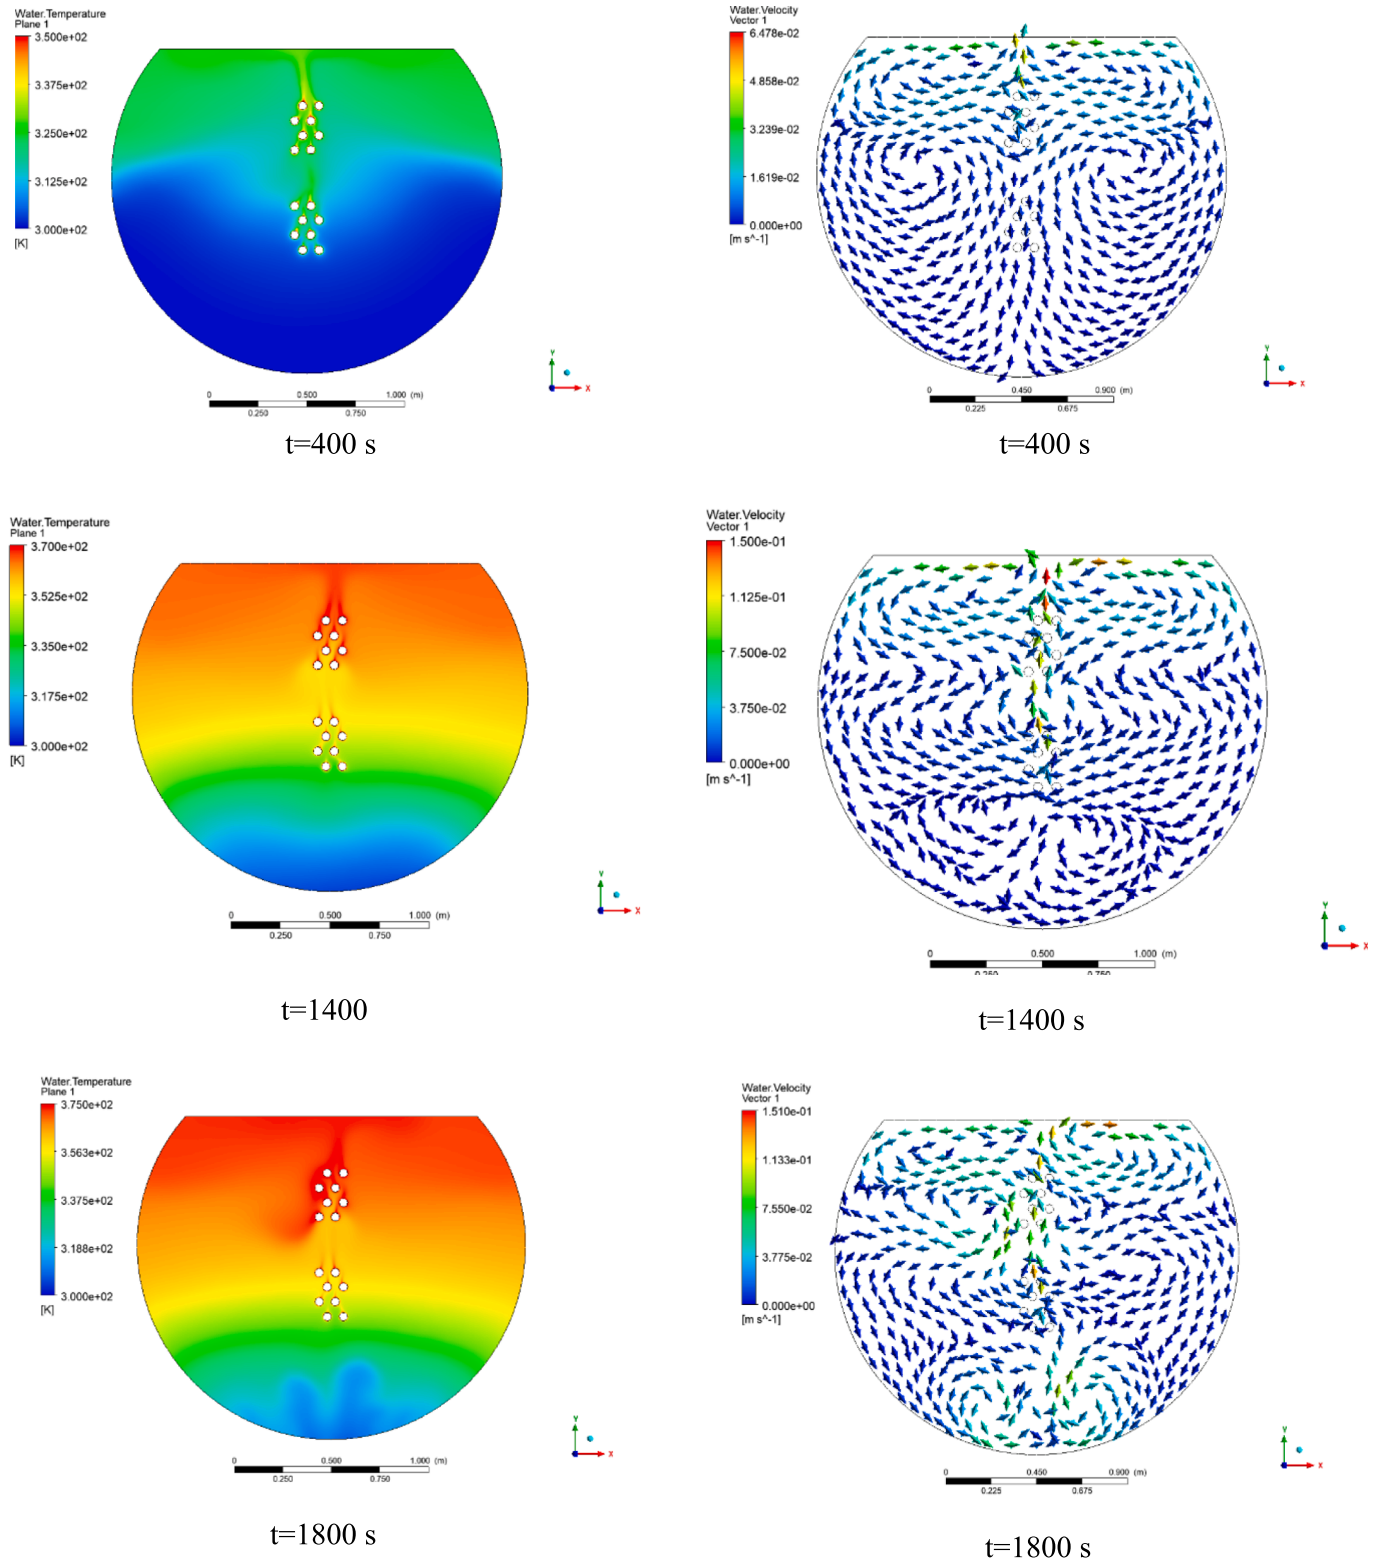 Water.Temperature
Plane 1
3.500e+02
3.375e+02
3.250e+02
3.125e+02
3.000e+02
[K]
Y
X
0 0.500 1.000 (m)
0.250 0.750
t=400 s
Water.Velocity
Vector 1
6.478e-02
4.858e-02
3.239e-02
1.619e-02
0.000e+00
[m s^-1]
Y
X
0 0.450 0.900 (m)
0.225 0.675
t=400 s
Water.Temperature
Plane 1
3.700e+02
3.525e+02
3.350e+02
3.175e+02
3.000e+02
[K]
Y
X
0 0.500 1.000 (m)
0.250 0.750
t=1400
Water.Velocity
Vector 1
1.500e-01
1.125e-01
7.500e-02
3.750e-02
0.000e+00
[m s^-1]
Y
X
0 0.500 1.000 (m)
0.250 0.750
t=1400 s
Water.Temperature
Plane 1
3.750e+02
3.563e+02
3.375e+02
3.188e+02
3.000e+02
[K]
Y
X
0 0.500 1.000 (m)
0.250 0.750
t=1800 s
Water.Velocity
Vector 1
1.510e-01
1.133e-01
7.550e-02
3.775e-02
0.000e+00
[m s^-1]
Y
X
0 0.450 0.900 (m)
0.225 0.675
t=1800 s